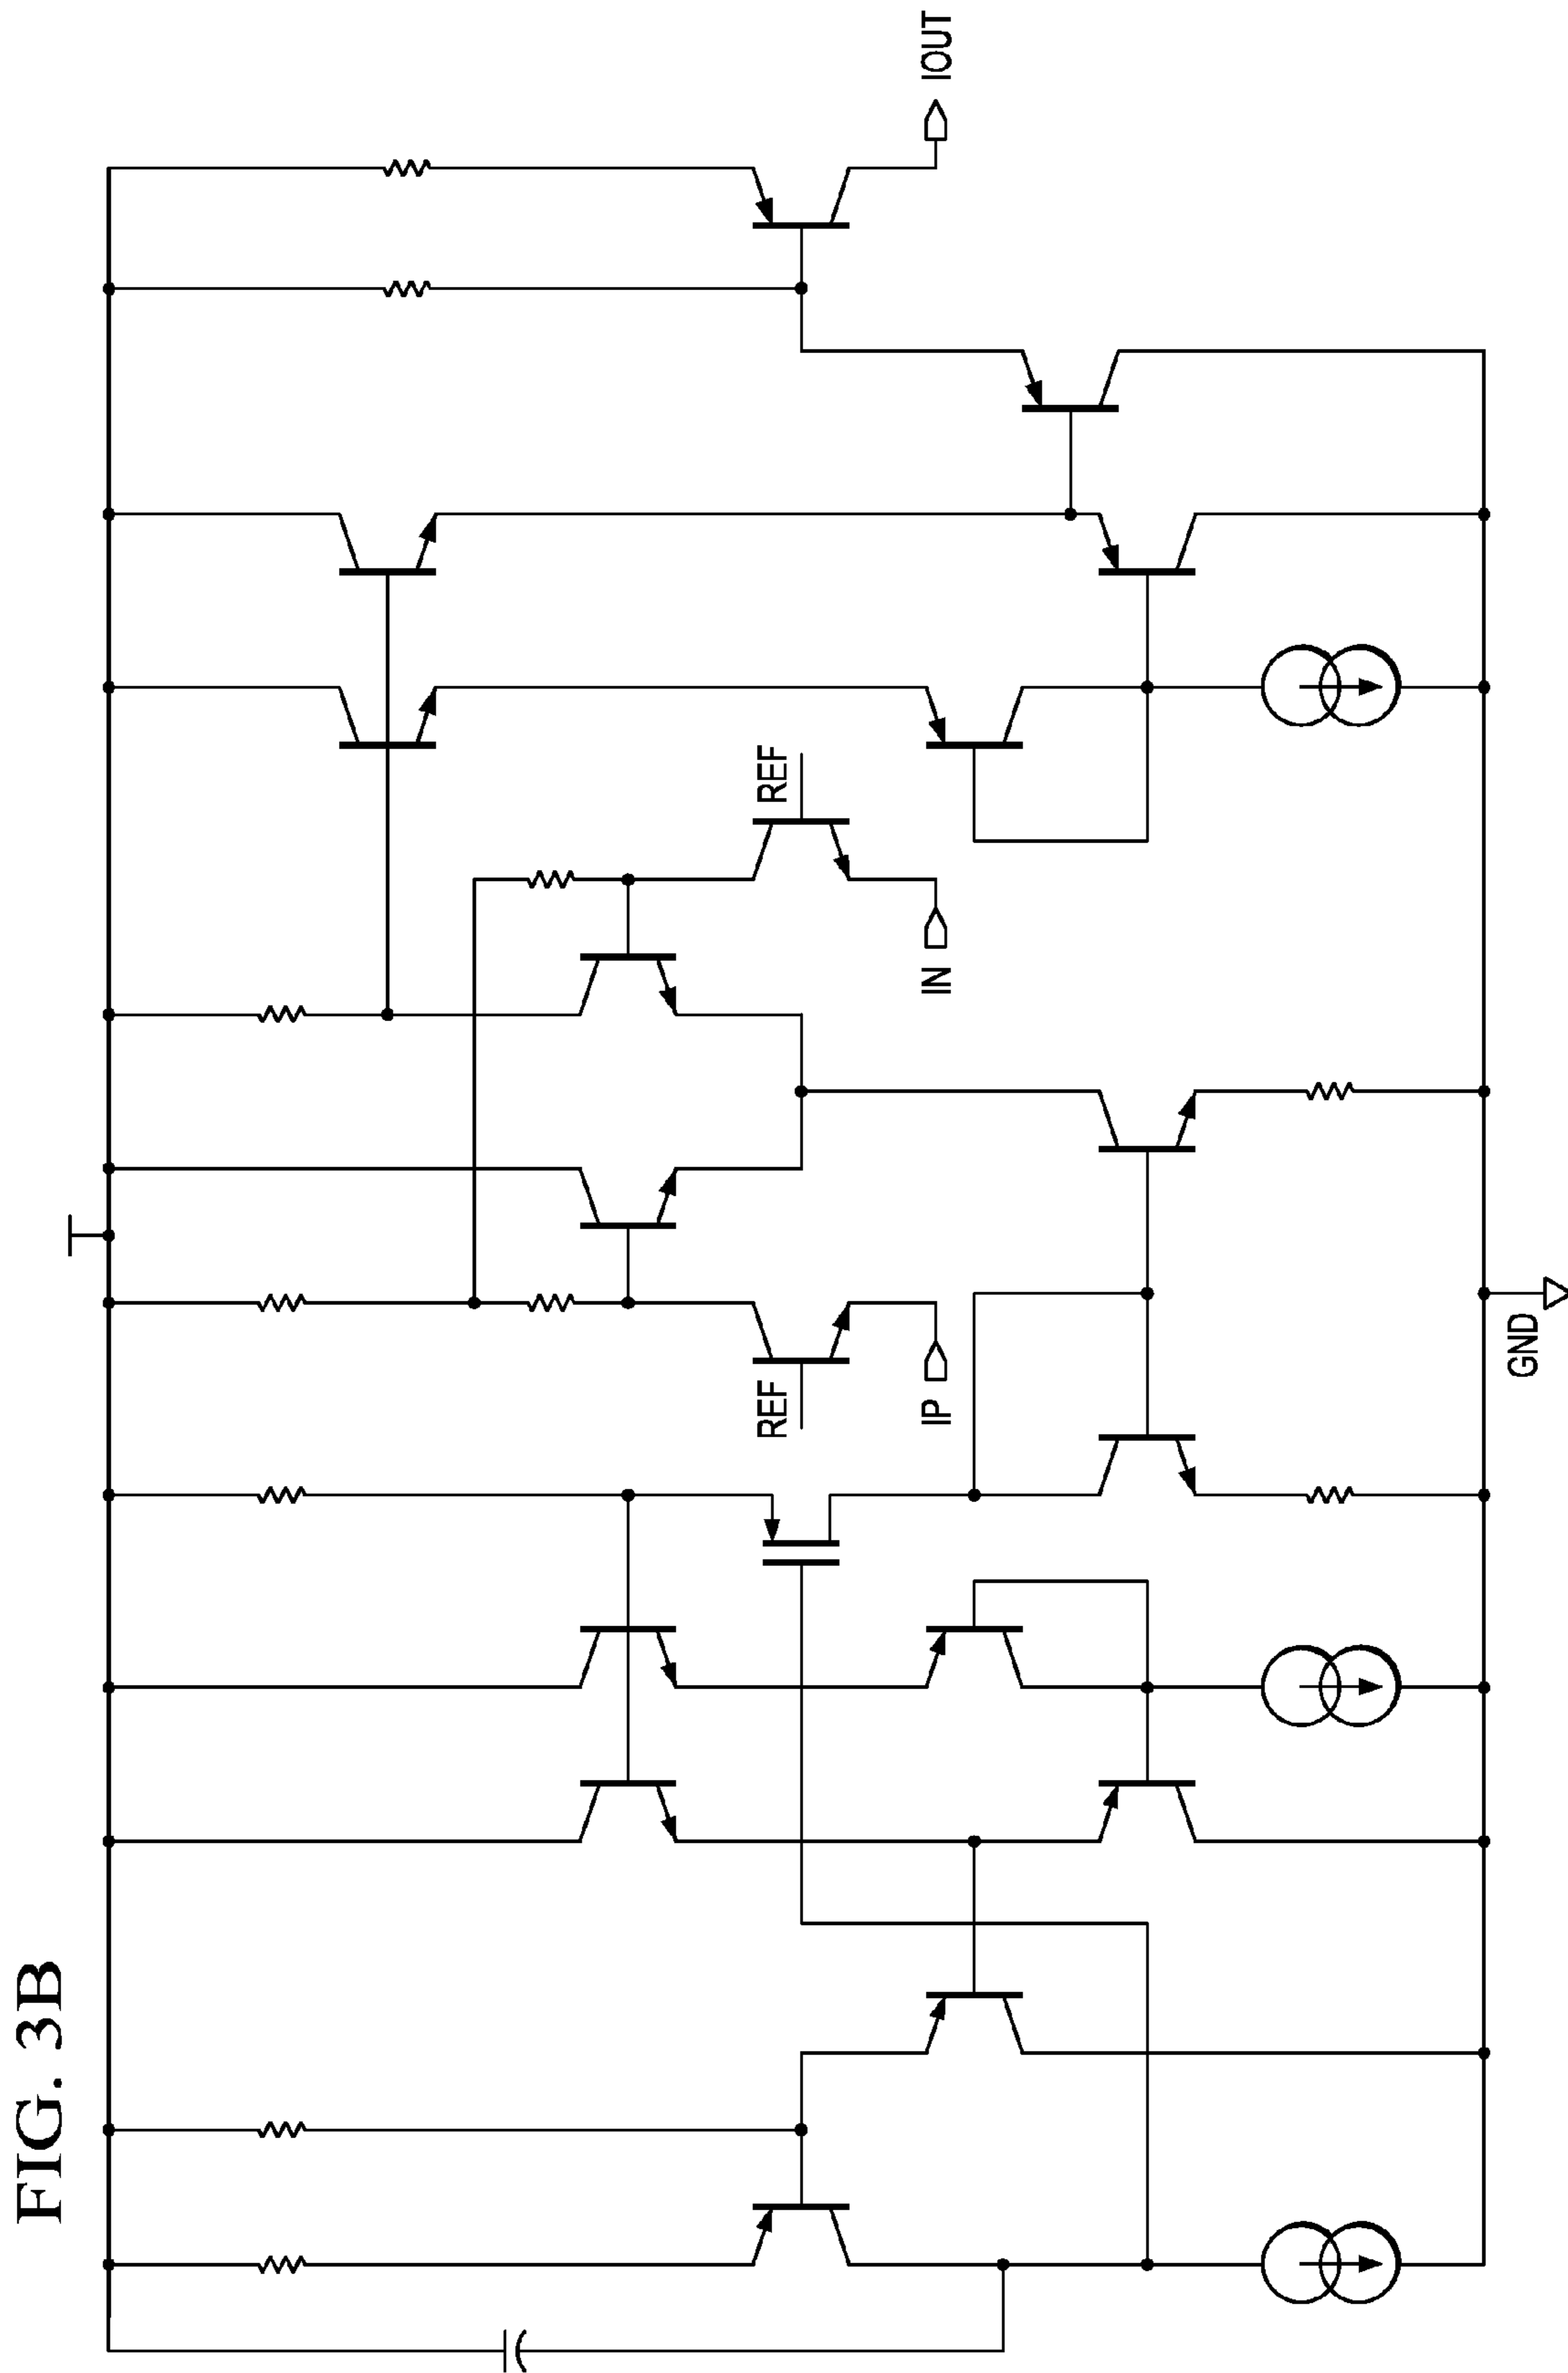 FIG. 3B
REF
IP
REF
IN
IOUT
GND